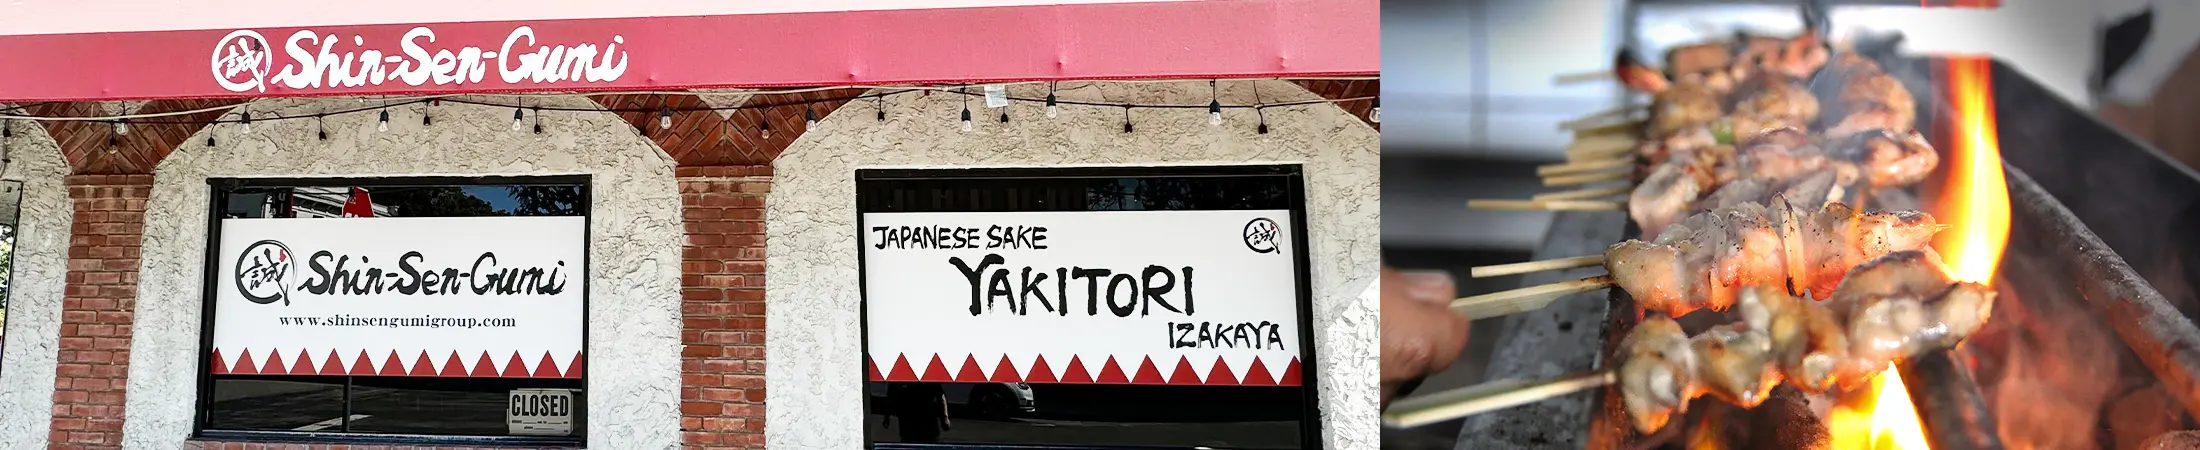 誠 Shin-Sen-Gumi
誠 Shin-Sen-Gumi
www.shinsengumigroup.com
CLOSED
JAPANESE SAKE
誠
YAKITORI
IZAKAYA